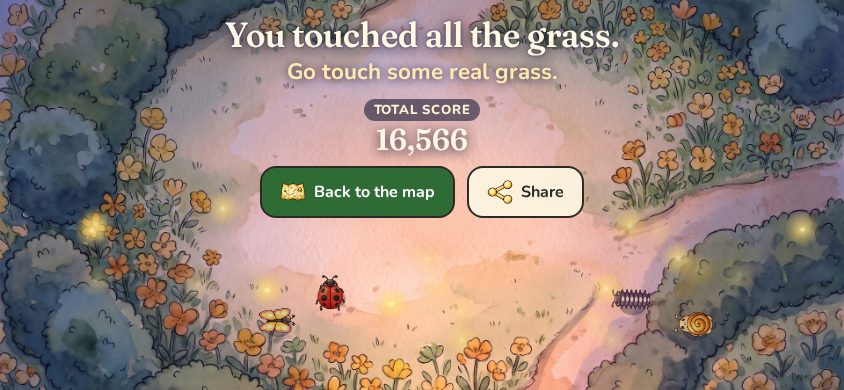 You touched all the grass.
Go touch some real grass.
TOTAL SCORE
16,566
Back to the map
Share